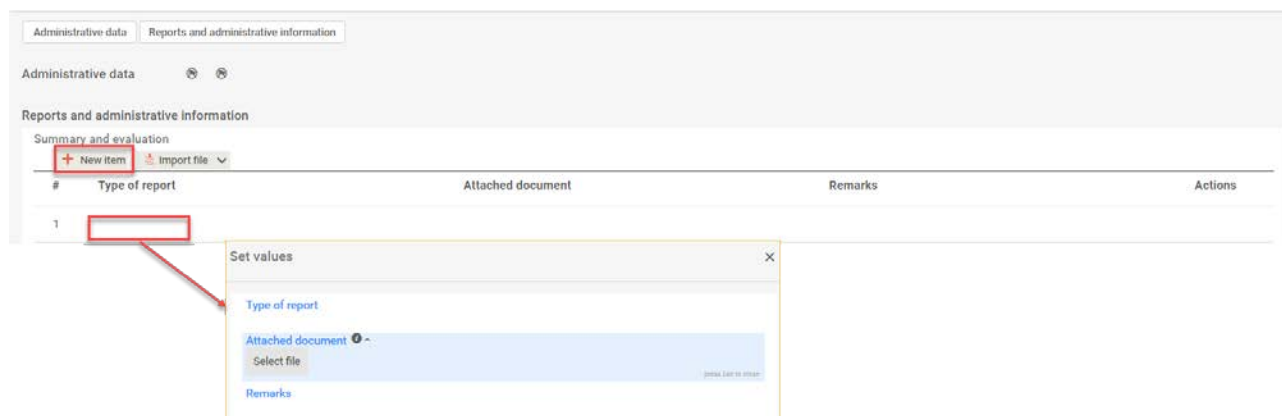 Administrative data Reports and administrative information
Administrative data
Reports and administrative information
Summary and evaluation
New item Import file
# Type of report Attached document Remarks Actions
1
Set values
Type of report
Attached document
Select file
Remarks